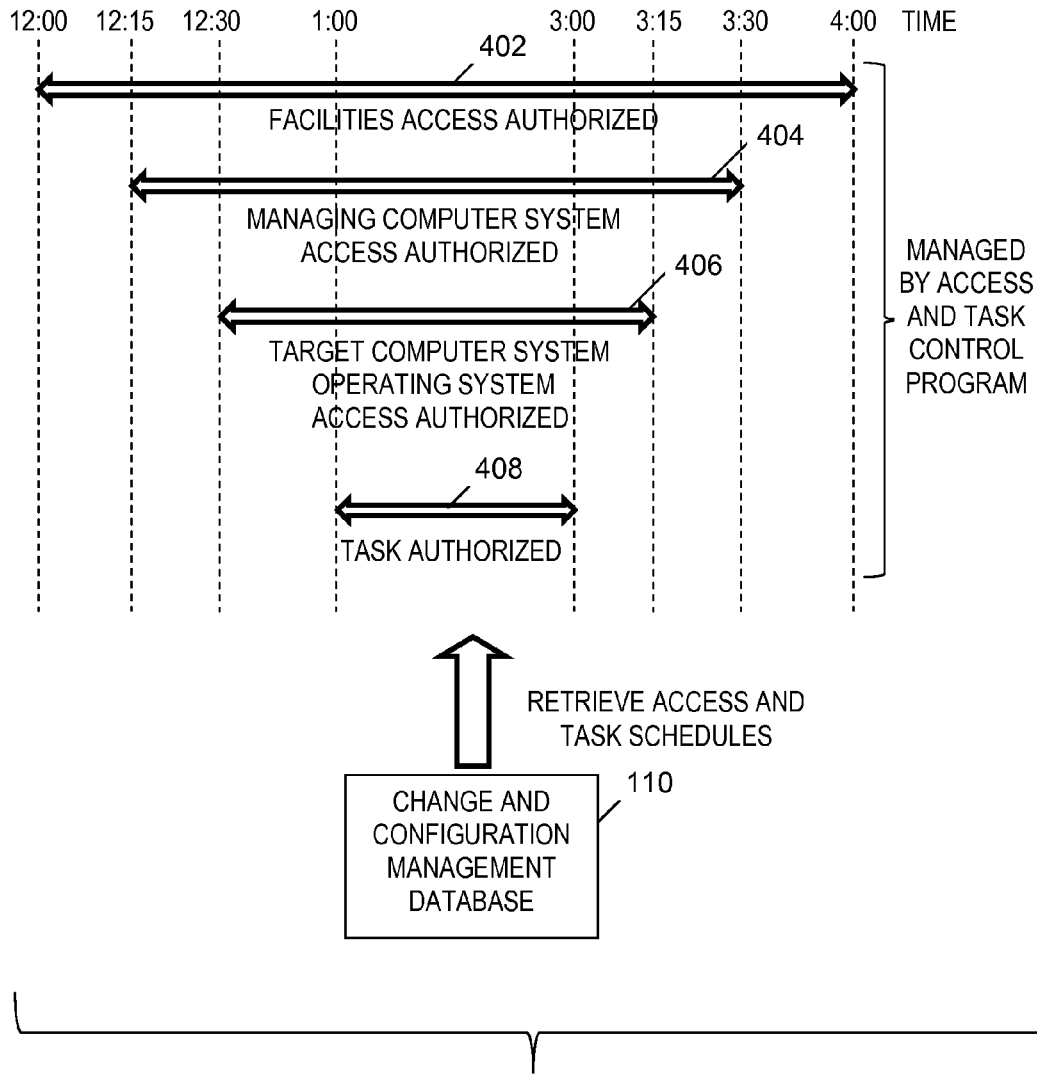 12:00 12:15 12:30 1:00 3:00 3:15 3:30 4:00 TIME
402
FACILITIES ACCESS AUTHORIZED
404
MANAGING COMPUTER SYSTEM
ACCESS AUTHORIZED
406
TARGET COMPUTER SYSTEM
OPERATING SYSTEM
ACCESS AUTHORIZED
408
TASK AUTHORIZED
MANAGED
BY ACCESS
AND TASK
CONTROL
PROGRAM
RETRIEVE ACCESS AND
TASK SCHEDULES
110
CHANGE AND
CONFIGURATION
MANAGEMENT
DATABASE